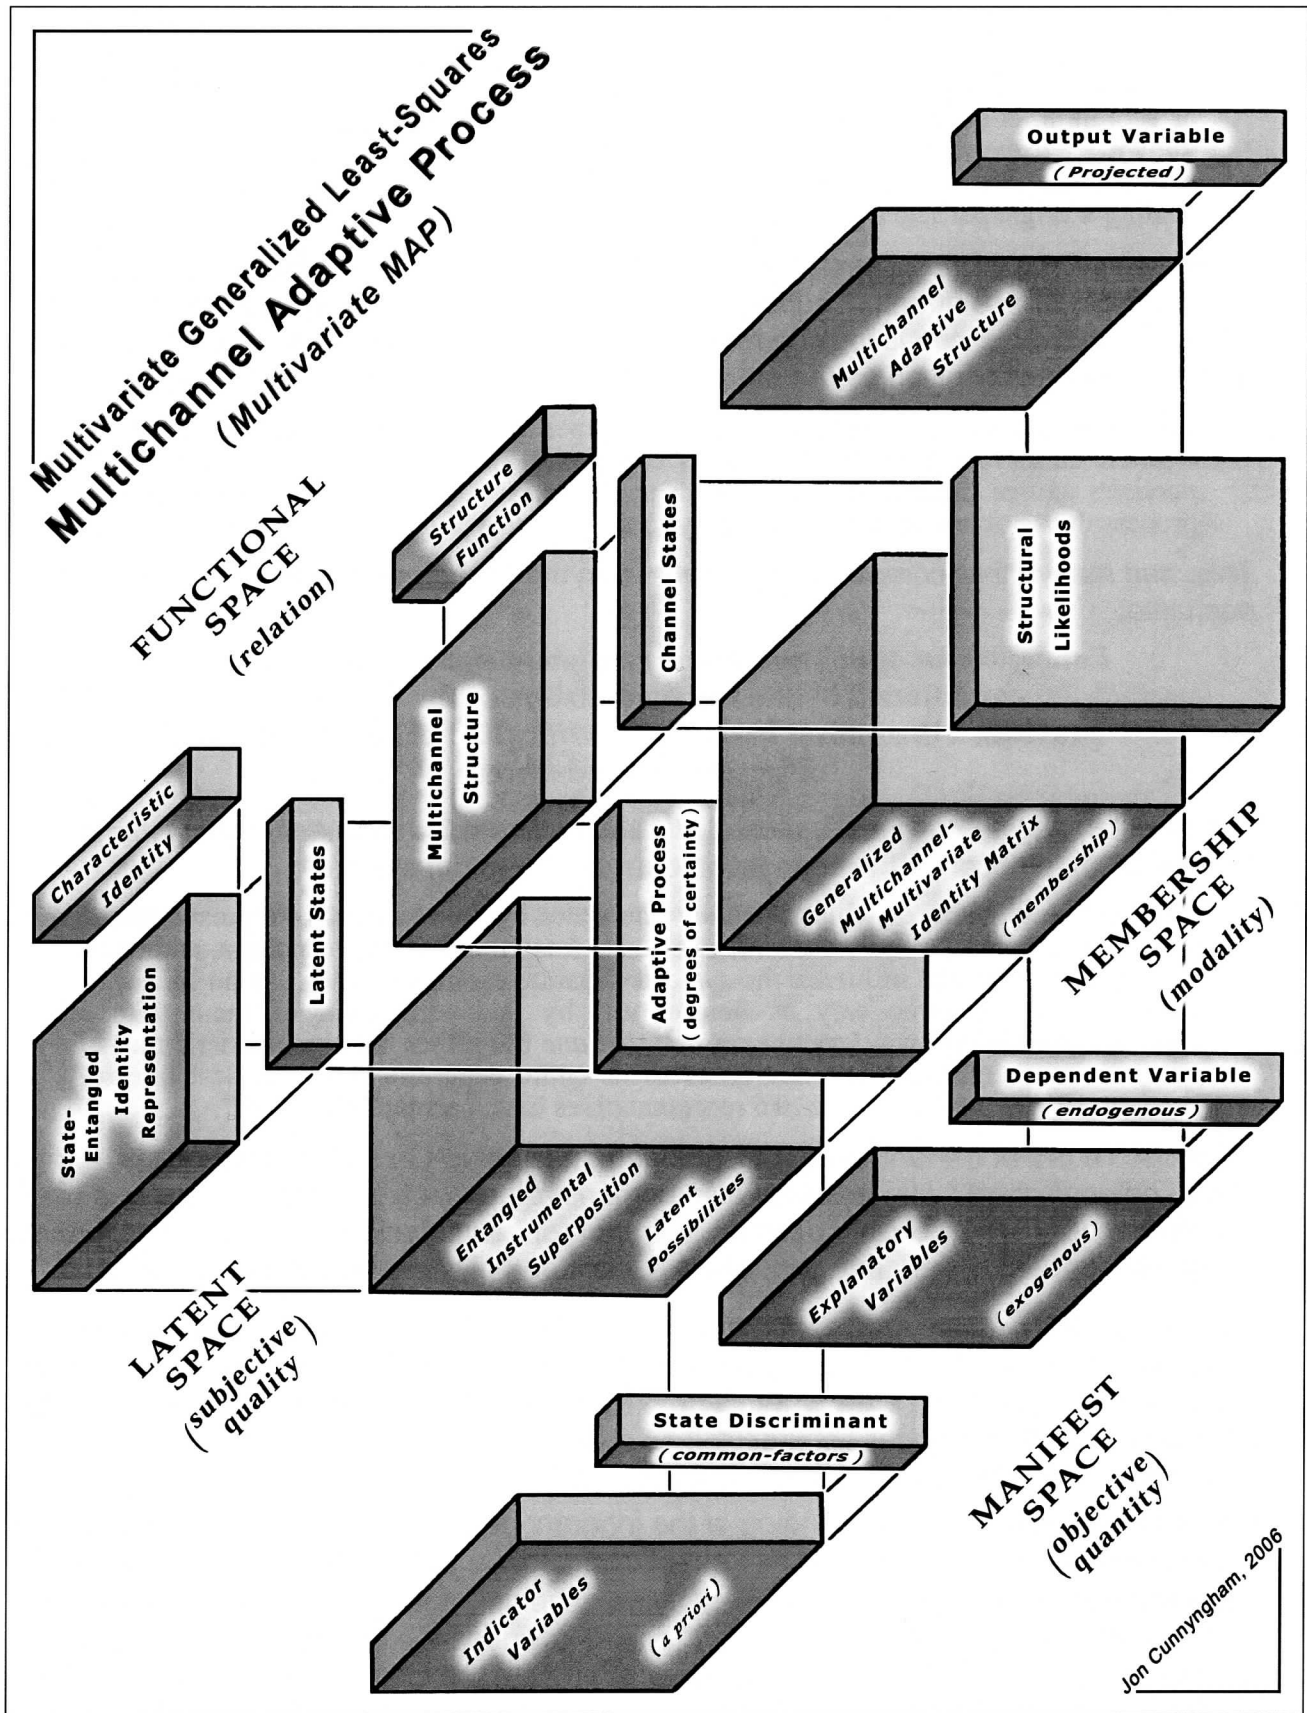 Multivariate Generalized Least-Squares
Multichannel Adaptive Process
(Multivariate MAP)
Output Variable
(Projected)
Multichannel
Adaptive
Structure
FUNCTIONAL
SPACE
(relation)
Structure
Function
Channel States
Structural
Likelihoods
Multichannel
Structure
Characteristic
Identity
Latent States
Adaptive Process
(degrees of certainty)
Generalized
Multichannel-
Multivariate
Identity Matrix
(membership)
MEMBERSHIP
SPACE
(modality)
State-
Entangled
Identity
Representation
Entangled
Instrumental
Superposition
Latent
Possibilities
Dependent Variable
(endogenous)
Explanatory
Variables
(exogenous)
LATENT
SPACE
(subjective
quality)
State Discriminant
(common-factors)
MANIFEST
SPACE
(objective
quantity)
Indicator
Variables
(a priori)
Jon Cunnyngham, 2006